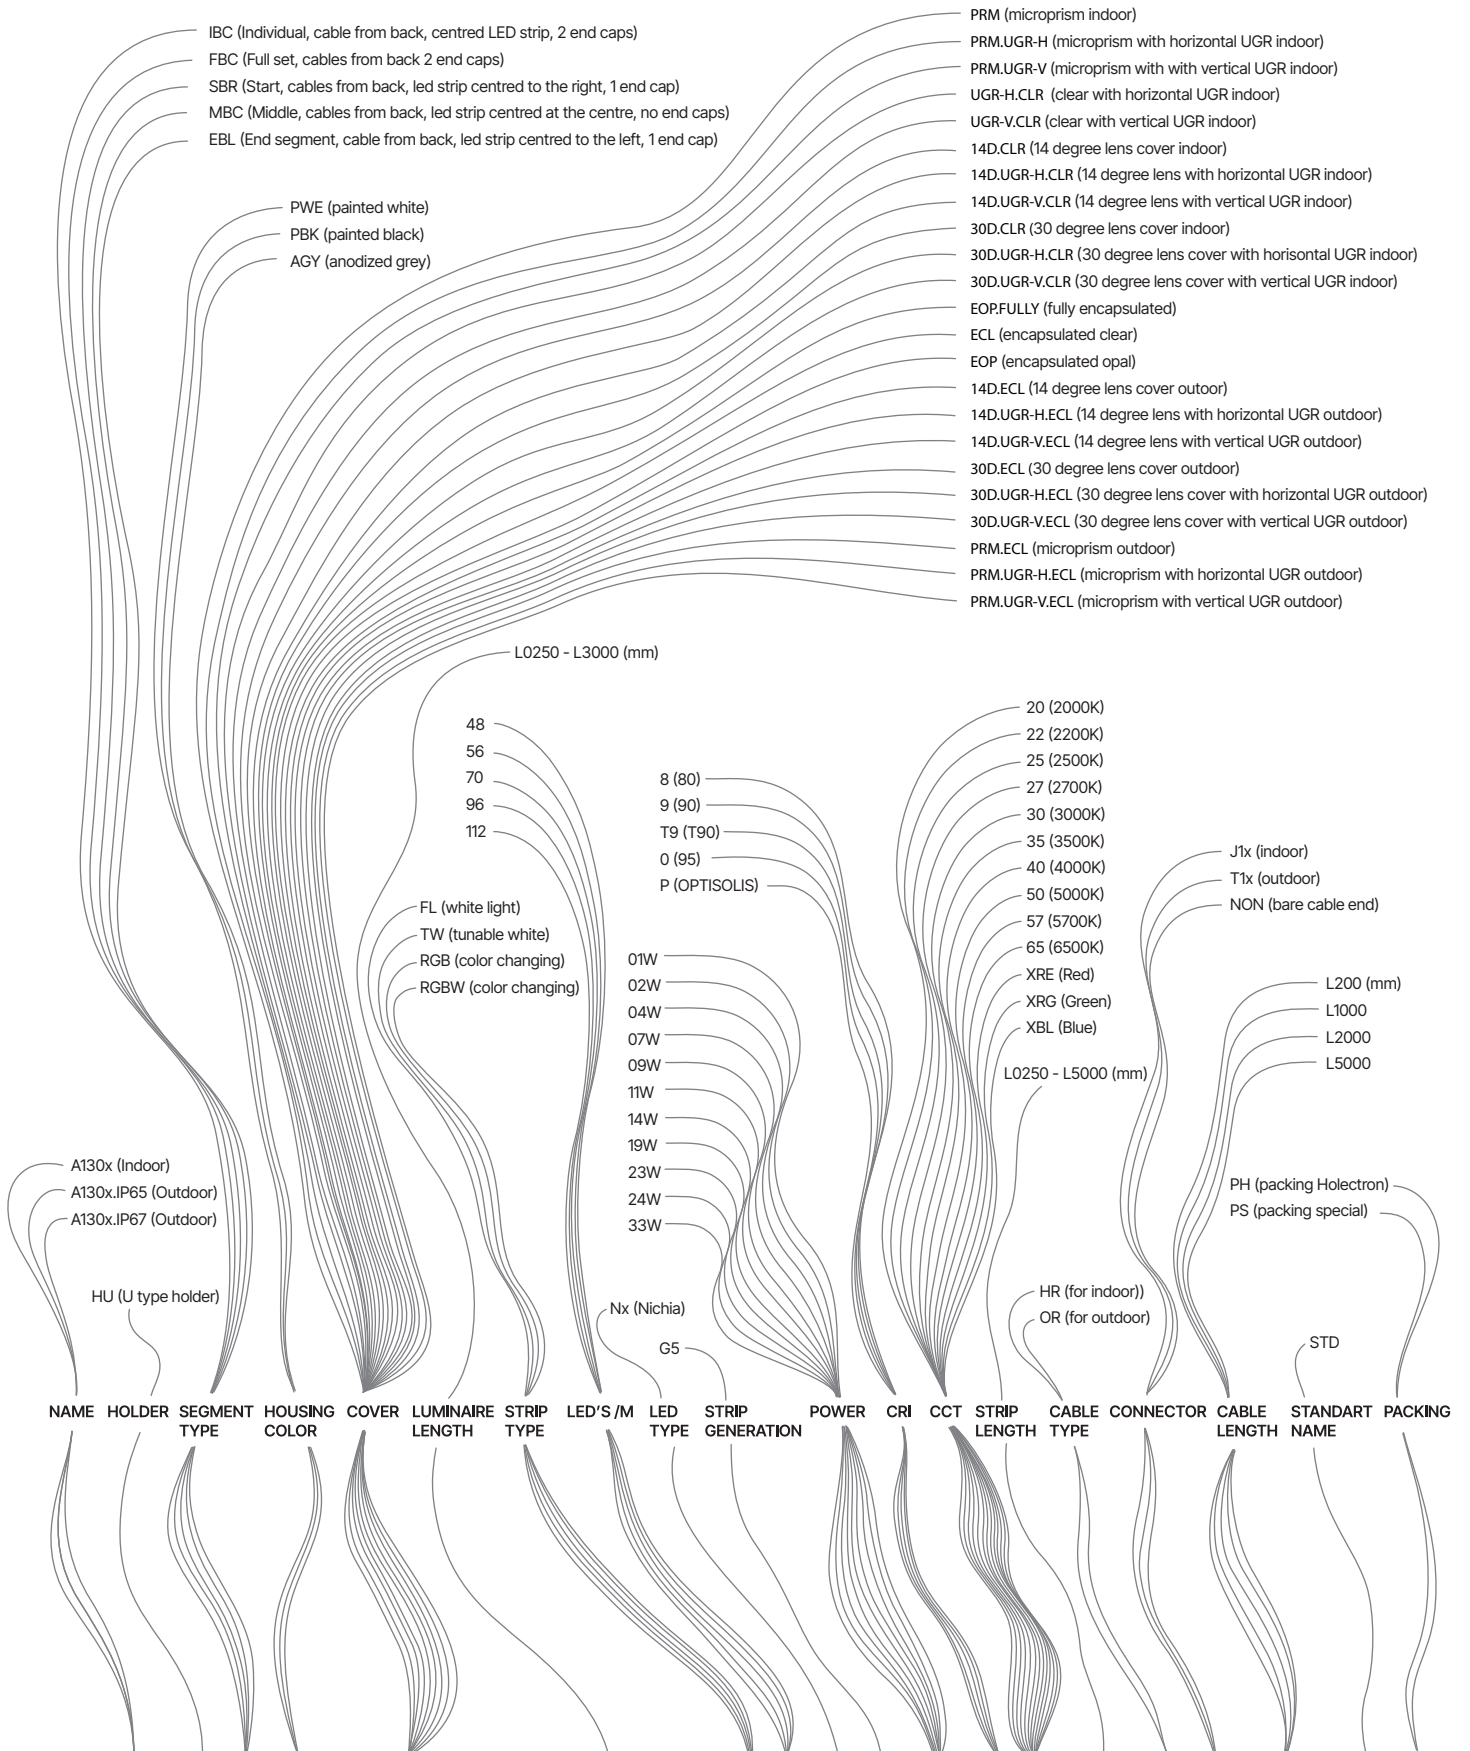 IBC (Individual, cable from back, centred LED strip, 2 end caps)
FBC (Full set, cables from back 2 end caps)
SBR (Start, cables from back, led strip centred to the right, 1 end cap)
MBC (Middle, cables from back, led strip centred at the centre, no end caps)
EBL (End segment, cable from back, led strip centred to the left, 1 end cap)
PWE (painted white)
PBK (painted black)
AGY (anodized grey)
PRM (microprism indoor)
PRM.UGR-H (microprism with horizontal UGR indoor)
PRM.UGR-V (microprism with with vertical UGR indoor)
UGR-H.CLR (clear with horizontal UGR indoor)
UGR-V.CLR (clear with vertical UGR indoor)
14D.CLR (14 degree lens cover indoor)
14D.UGR-H.CLR (14 degree lens with horizontal UGR indoor)
14D.UGR-V.CLR (14 degree lens with vertical UGR indoor)
30D.CLR (30 degree lens cover indoor)
30D.UGR-H.CLR (30 degree lens cover with horisontal UGR indoor)
30D.UGR-V.CLR (30 degree lens cover with vertical UGR indoor)
EOP.FULLY (fully encapsulated)
ECL (encapsulated clear)
EOP (encapsulated opal)
14D.ECL (14 degree lens cover outoor)
14D.UGR-H.ECL (14 degree lens with horizontal UGR outdoor)
14D.UGR-V.ECL (14 degree lens with vertical UGR outdoor)
30D.ECL (30 degree lens cover outdoor)
30D.UGR-H.ECL (30 degree lens cover with horizontal UGR outdoor)
30D.UGR-V.ECL (30 degree lens cover with vertical UGR outdoor)
PRM.ECL (microprism outdoor)
PRM.UGR-H.ECL (microprism with horizontal UGR outdoor)
PRM.UGR-V.ECL (microprism with vertical UGR outdoor)
L0250 - L3000 (mm)
48
56
70
96
112
FL (white light)
TW (tunable white)
RGB (color changing)
RGBW (color changing)
8 (80)
9 (90)
T9 (T90)
0 (95)
P (OPTISOLIS)
01W
02W
04W
07W
09W
11W
14W
19W
23W
24W
33W
20 (2000K)
22 (2200K)
25 (2500K)
27 (2700K)
30 (3000K)
35 (3500K)
40 (4000K)
50 (5000K)
57 (5700K)
65 (6500K)
XRE (Red)
XRG (Green)
XBL (Blue)
L0250 - L5000 (mm)
J1x (indoor)
T1x (outdoor)
NON (bare cable end)
L200 (mm)
L1000
L2000
L5000
A130x (Indoor)
A130x.IP65 (Outdoor)
A130x.IP67 (Outdoor)
HU (U type holder)
Nx (Nichia)
G5
HR (for indoor))
OR (for outdoor)
PH (packing Holectron)
PS (packing special)
STD
NAME
HOLDER
SEGMENT
TYPE
HOUSING
COLOR
COVER
LUMINAIRE
LENGTH
STRIP
TYPE
LED'S /M
LED
TYPE
STRIP
GENERATION
POWER
CRI
CCT
STRIP
LENGTH
CABLE
TYPE
CONNECTOR
CABLE
LENGTH
STANDART
NAME
PACKING